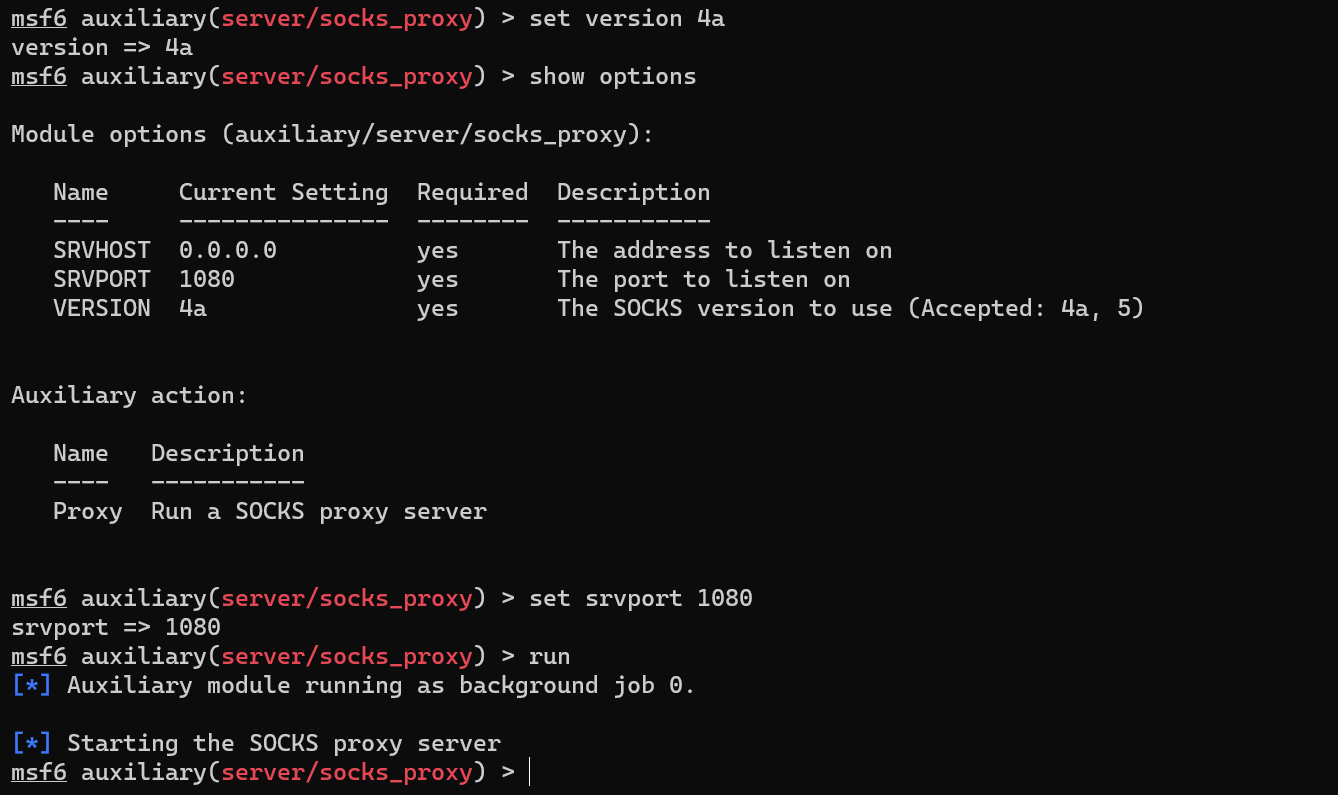 msf6 auxiliary(server/socks_proxy) > set version 4a
version => 4a
msf6 auxiliary(server/socks_proxy) > show options
Module options (auxiliary/server/socks_proxy):
Name     Current Setting  Required  Description
----     ---------------  --------  -----------
SRVHOST  0.0.0.0          yes       The address to listen on
SRVPORT  1080             yes       The port to listen on
VERSION  4a               yes       The SOCKS version to use (Accepted: 4a, 5)
Auxiliary action:
Name   Description
----   -----------
Proxy  Run a SOCKS proxy server
msf6 auxiliary(server/socks_proxy) > set srvport 1080
srvport => 1080
msf6 auxiliary(server/socks_proxy) > run
[*] Auxiliary module running as background job 0.
[*] Starting the SOCKS proxy server
msf6 auxiliary(server/socks_proxy) >